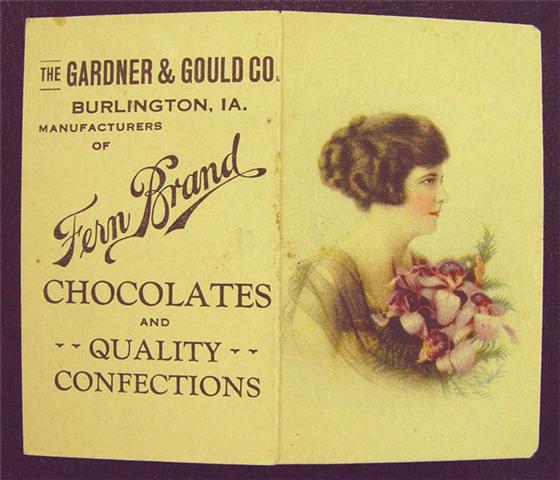 THE GARDNER & GOULD CO.
BURLINGTON, IA.
MANUFACTURERS
OF
Fern Brand
CHOCOLATES
AND
QUALITY
CONFECTIONS